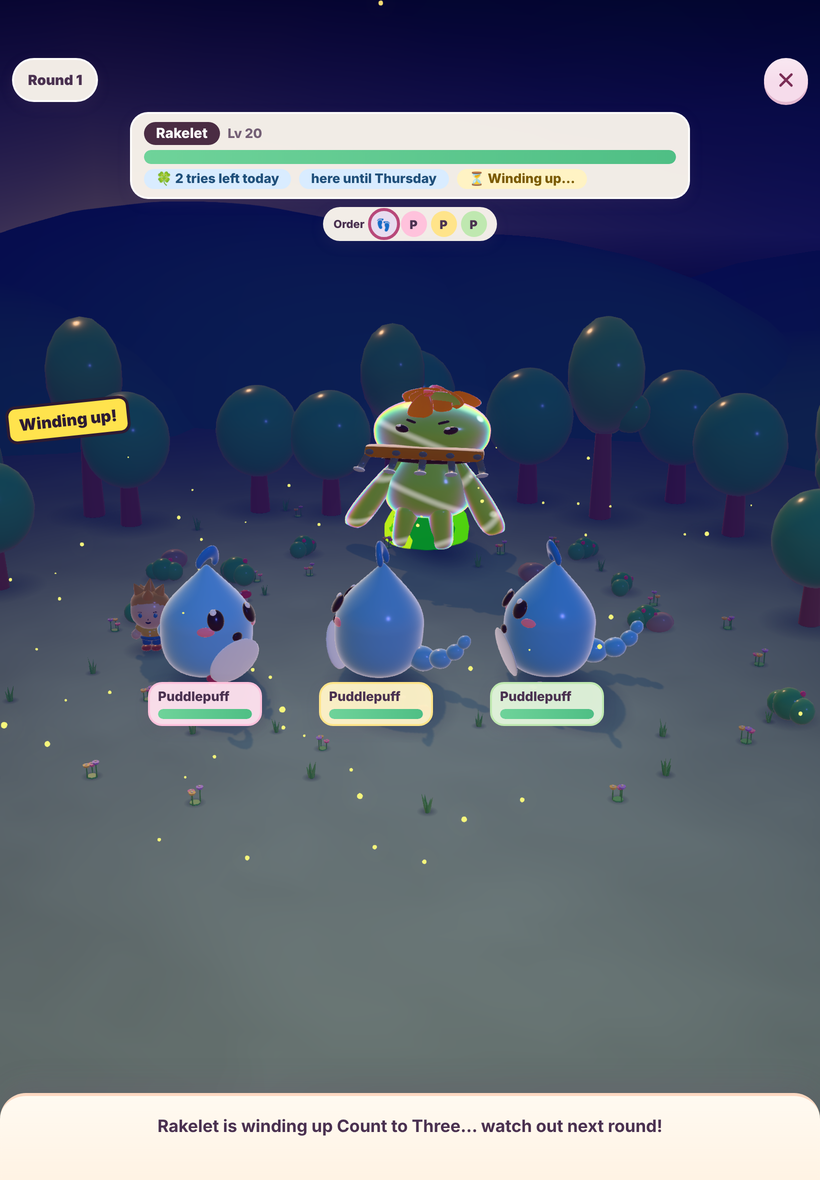 Round 1
✕
Rakelet Lv 20
🍀 2 tries left today here until Thursday ⏳ Winding up...
Order 👣 P P P
Winding up!
Puddlepuff Puddlepuff Puddlepuff
Rakelet is winding up Count to Three... watch out next round!